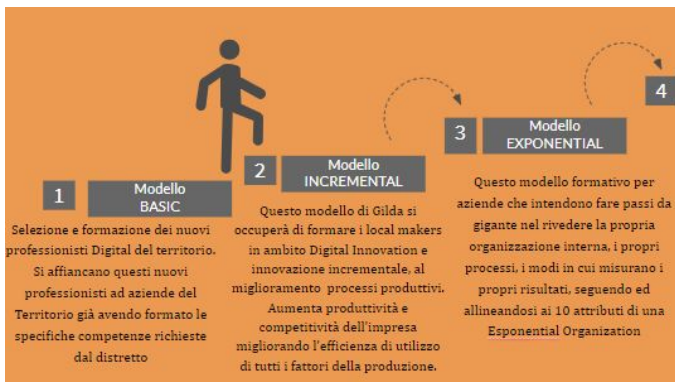 1
Modello
BASIC
Selezione e formazione dei nuovi
professionisti Digital del territorio.
Si affiancano questi nuovi
professionisti ad aziende del
Territorio già avendo formato le
specifiche competenze richieste
dal distretto
2
Modello
INCREMENTAL
Questo modello di Gilda si
occuperà di formare i local makers
in ambito Digital Innovation e
innovazione incrementale, al
miglioramento processi produttivi.
Aumenta produttività e
competitività dell'impresa
migliorando l'efficienza di utilizzo
di tutti i fattori della produzione.
3
Modello
EXPONENTIAL
Questo modello formativo per
aziende che intendono fare passi da
gigante nel rivedere la propria
organizzazione interna, i propri
processi, i modi in cui misurano i
propri risultati, seguendo ed
allineandosi ai 10 attributi di una
Esponential Organization
4